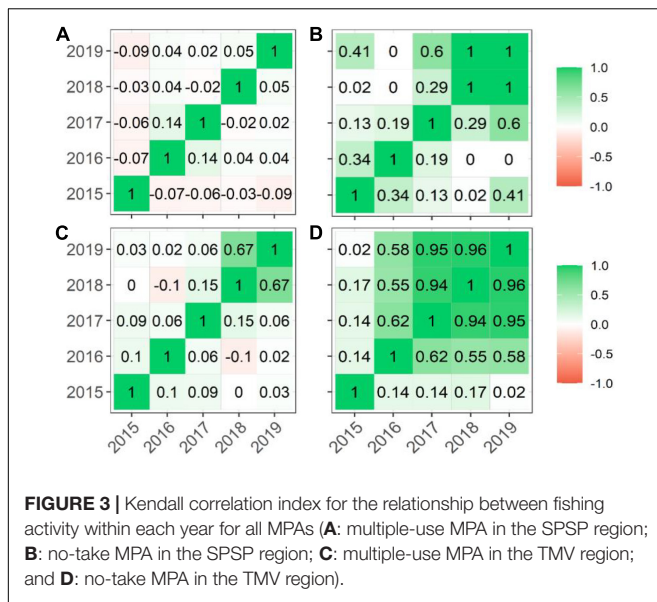 A
B
2019 -0.09 0.04 0.02 0.05 1 0.41 0 0.6 1 1
2018 -0.03 0.04 -0.02 1 0.05 0.02 0 0.29 1 1
2017 -0.06 0.14 1 -0.02 0.02 0.13 0.19 1 0.29 0.6
2016 -0.07 1 0.14 0.04 0.04 0.34 1 0.19 0 0
2015 1 -0.07 -0.06 -0.03 -0.09 1 0.34 0.13 0.02 0.41
1.0
0.5
0.0
-0.5
-1.0
C
D
2019 0.03 0.02 0.06 0.67 1 0.02 0.58 0.95 0.96 1
2018 0 -0.1 0.15 1 0.67 0.17 0.55 0.94 1 0.96
2017 0.09 0.06 1 0.15 0.06 0.14 0.62 1 0.94 0.95
2016 0.1 1 0.06 -0.1 0.02 0.14 1 0.62 0.55 0.58
2015 1 0.1 0.09 0 0.03 1 0.14 0.14 0.17 0.02
1.0
0.5
0.0
-0.5
-1.0
2015 2016 2017 2018 2019 2015 2016 2017 2018 2019
FIGURE 3 | Kendall correlation index for the relationship between fishing
activity within each year for all MPAs (A: multiple-use MPA in the SPSP region;
B: no-take MPA in the SPSP region; C: multiple-use MPA in the TMV region;
and D: no-take MPA in the TMV region).